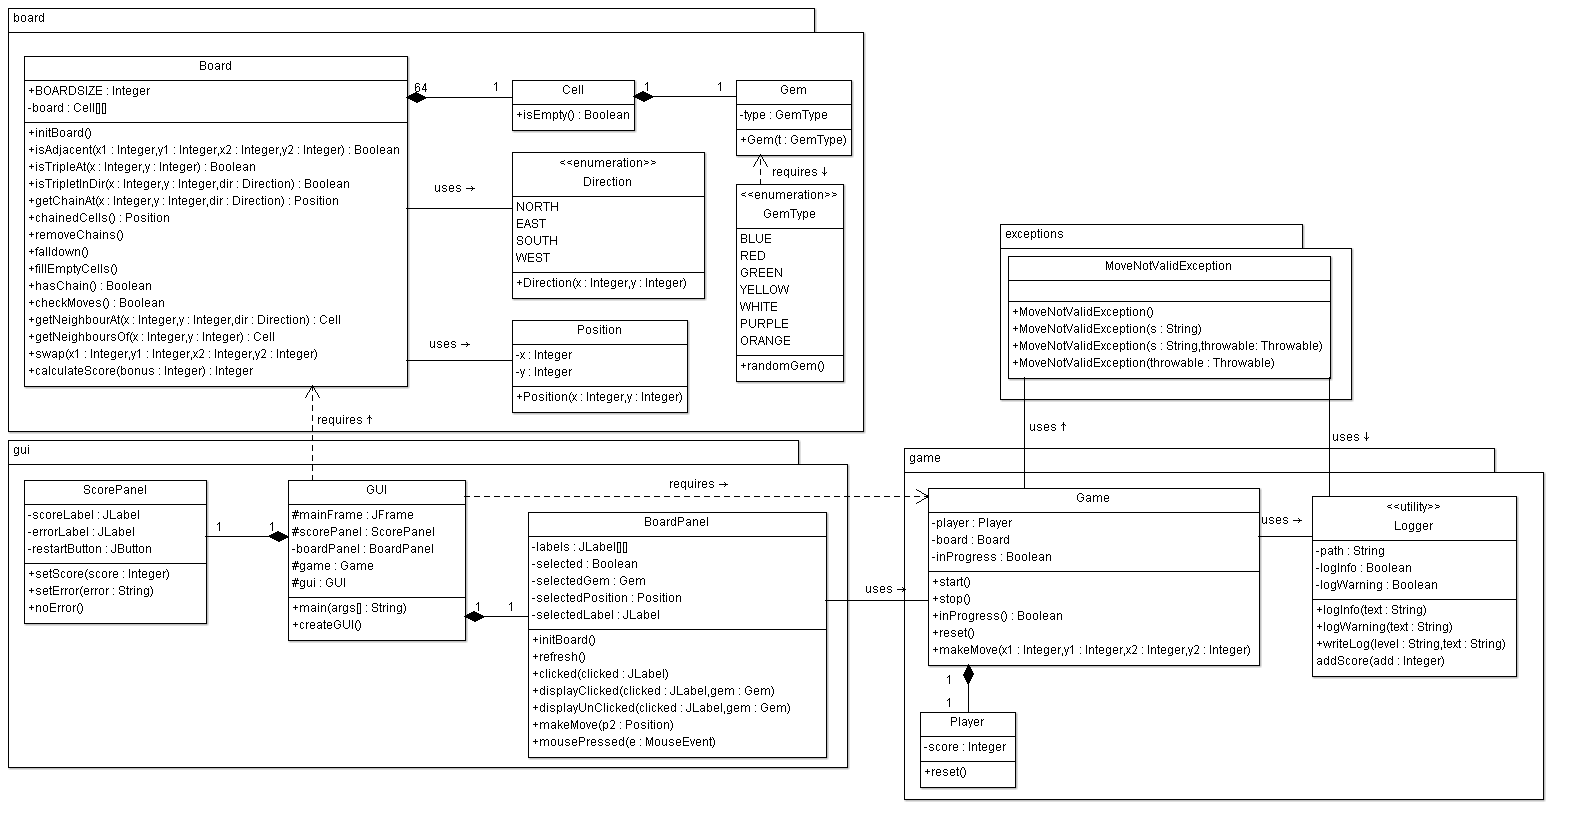 board
Board
+BOARDSIZE : Integer
-board : Cell[][]
+initBoard()
+isAdjacent(x1 : Integer,y1 : Integer,x2 : Integer,y2 : Integer) : Boolean
+isTripleAt(x : Integer,y : Integer) : Boolean
+isTripletInDir(x : Integer,y : Integer,dir : Direction) : Boolean
+getChainAt(x : Integer,y : Integer,dir : Direction) : Position
+chainedCells() : Position
+removeChains()
+falldown()
+fillEmptyCells()
+hasChain() : Boolean
+checkMoves() : Boolean
+getNeighbourAt(x : Integer,y : Integer,dir : Direction) : Cell
+getNeighboursOf(x : Integer,y : Integer) : Cell
+swap(x1 : Integer,y1 : Integer,x2 : Integer,y2 : Integer)
+calculateScore(bonus : Integer) : Integer
64
1
Cell
+isEmpty() : Boolean
1
1
Gem
-type : GemType
+Gem(t : GemType)
requires ↓
uses →
<<enumeration>>
Direction
NORTH
EAST
SOUTH
WEST
+Direction(x : Integer,y : Integer)
<<enumeration>>
GemType
BLUE
RED
GREEN
YELLOW
WHITE
PURPLE
ORANGE
+randomGem()
uses →
Position
-x : Integer
-y : Integer
+Position(x : Integer,y : Integer)
requires ↑
exceptions
MoveNotValidException
+MoveNotValidException()
+MoveNotValidException(s : String)
+MoveNotValidException(s : String,throwable: Throwable)
+MoveNotValidException(throwable : Throwable)
uses ↑
uses ↓
gui
ScorePanel
-scoreLabel : JLabel
-errorLabel : JLabel
-restartButton : JButton
+setScore(score : Integer)
+setError(error : String)
+noError()
1
1
GUI
#mainFrame : JFrame
#scorePanel : ScorePanel
-boardPanel : BoardPanel
#game : Game
#gui : GUI
+main(args[] : String)
+createGUI()
1
1
requires →
BoardPanel
-labels : JLabel[][]
-selected : Boolean
-selectedGem : Gem
-selectedPosition : Position
-selectedLabel : JLabel
+initBoard()
+refresh()
+clicked(clicked : JLabel)
+displayClicked(clicked : JLabel,gem : Gem)
+displayUnClicked(clicked : JLabel,gem : Gem)
+makeMove(p2 : Position)
+mousePressed(e : MouseEvent)
uses →
game
Game
-player : Player
-board : Board
-inProgress : Boolean
+start()
+stop()
+inProgress() : Boolean
+reset()
+makeMove(x1 : Integer,y1 : Integer,x2 : Integer,y2 : Integer)
uses →
<<utility>>
Logger
-path : String
-logInfo : Boolean
-logWarning : Boolean
+logInfo(text : String)
+logWarning(text : String)
+writeLog(level : String,text : String)
addScore(add : Integer)
1
1
Player
-score : Integer
+reset()